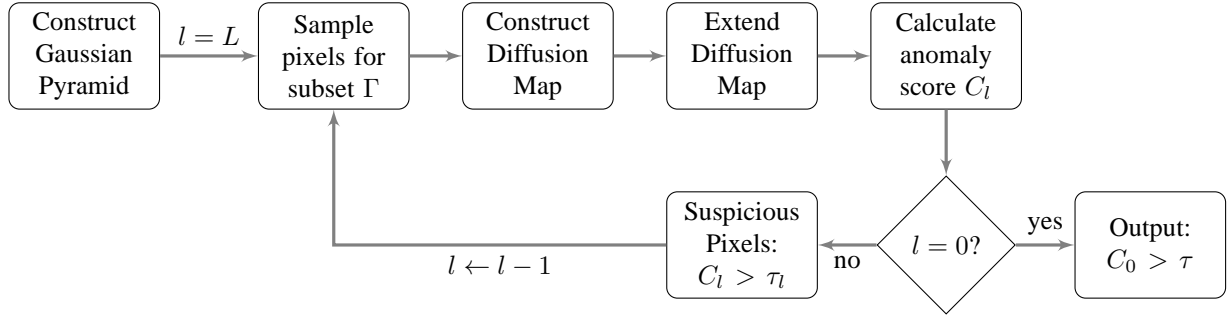 Construct
Gaussian
Pyramid
l = L
Sample
pixels for
subset Γ
Construct
Diffusion
Map
Extend
Diffusion
Map
Calculate
anomaly
score C_l
Suspicious
Pixels:
C_l > τ_l
l ← l − 1
no
l = 0?
yes
Output:
C_0 > τ